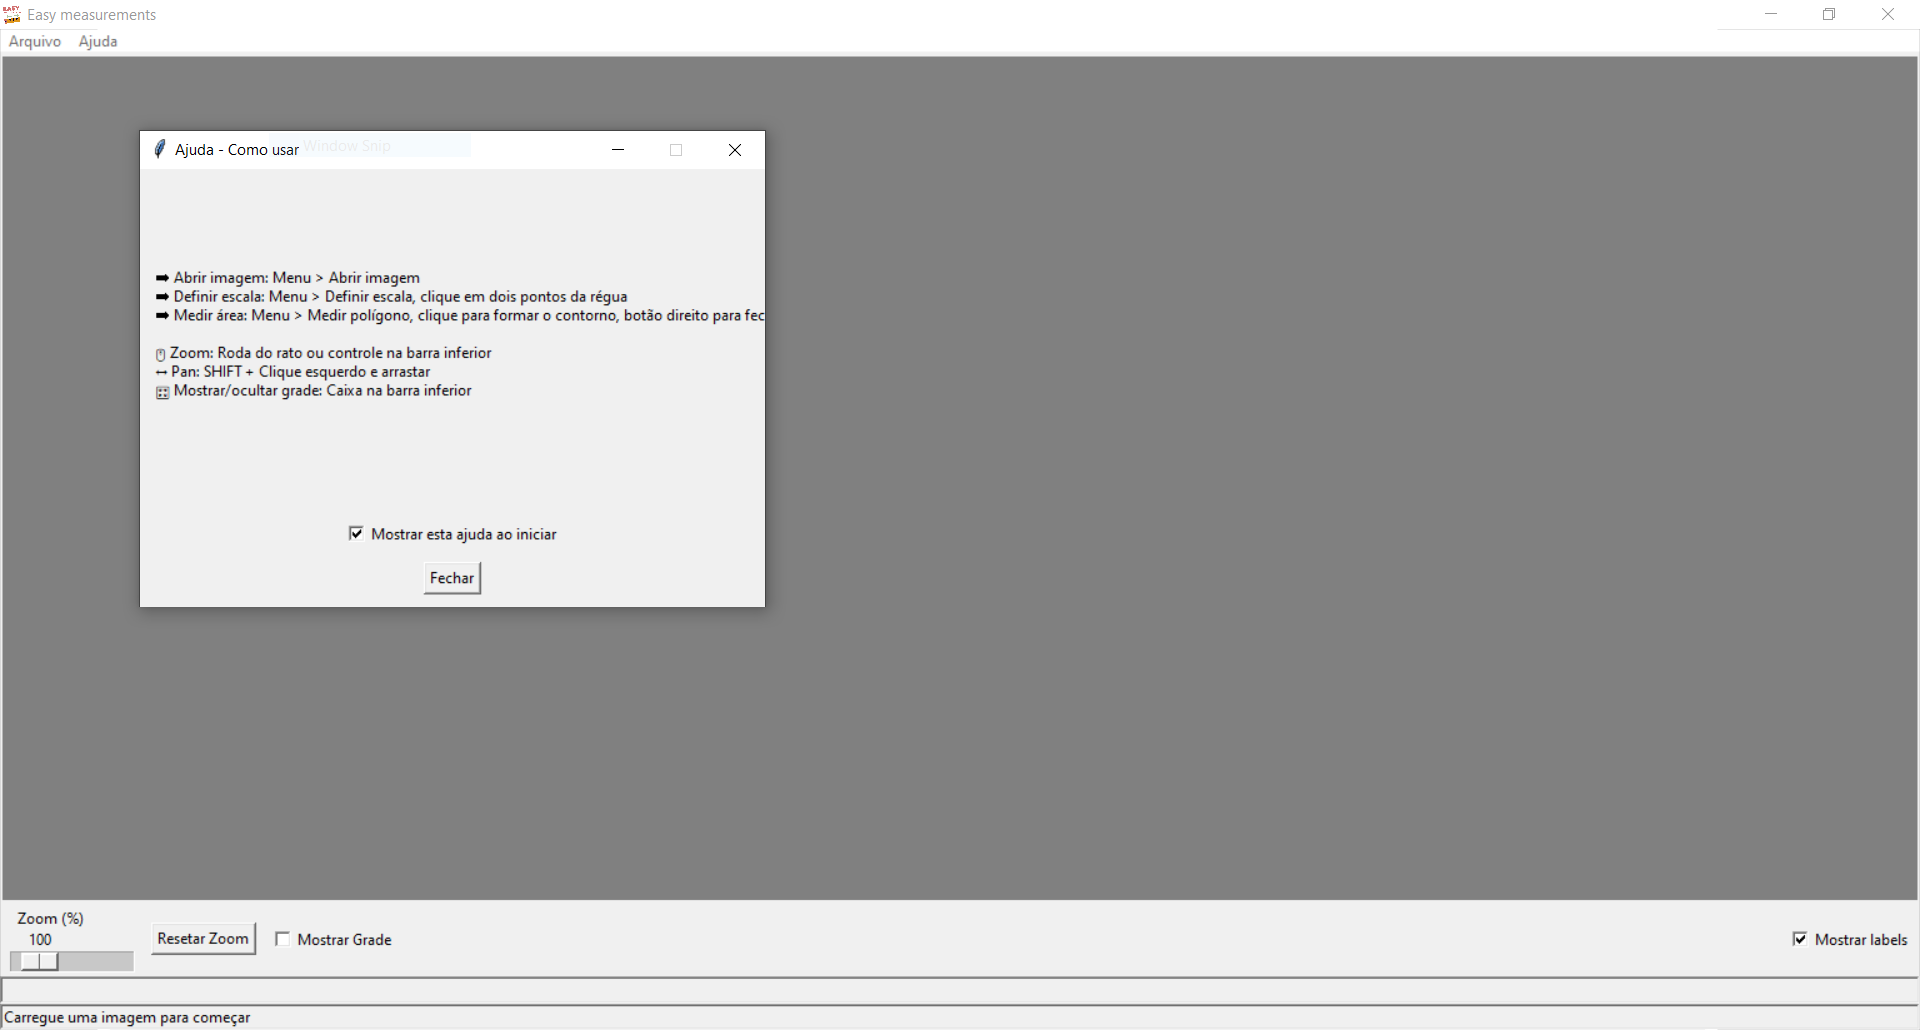 Easy measurements
Arquivo Ajuda
Ajuda - Como usar
Window Snip
➡ Abrir imagem: Menu > Abrir imagem
➡ Definir escala: Menu > Definir escala, clique em dois pontos da régua
➡ Medir área: Menu > Medir polígono, clique para formar o contorno, botão direito para fec
Zoom: Roda do rato ou controle na barra inferior
↔ Pan: SHIFT + Clique esquerdo e arrastar
Mostrar/ocultar grade: Caixa na barra inferior
Mostrar esta ajuda ao iniciar
Fechar
Zoom (%)
100
Resetar Zoom
Mostrar Grade
Mostrar labels
Carregue uma imagem para começar